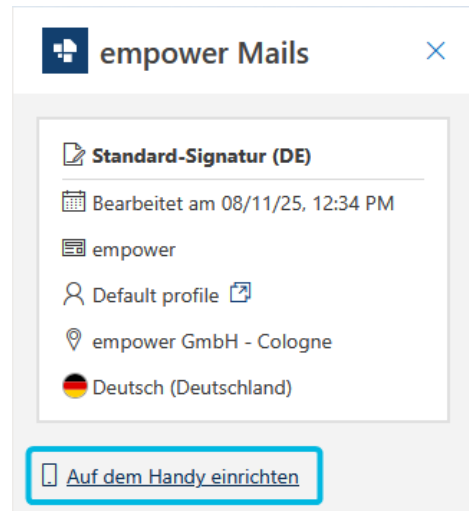 empower Mails
Standard-Signatur (DE)
Bearbeitet am 08/11/25, 12:34 PM
empower
Default profile
empower GmbH - Cologne
Deutsch (Deutschland)
Auf dem Handy einrichten